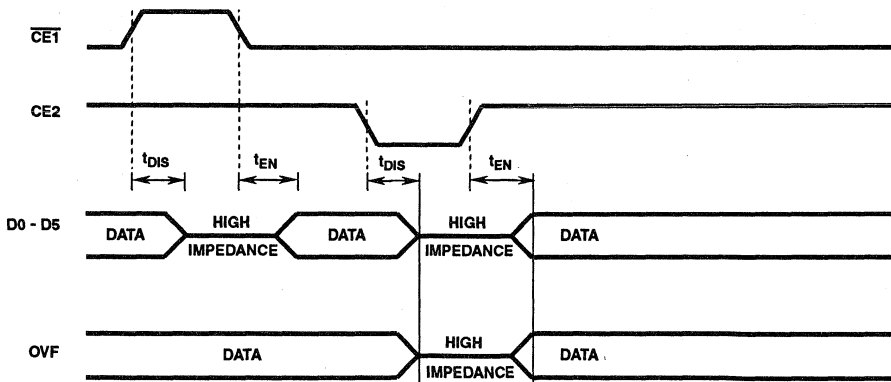 CE1
CE2
tDIS
tEN
tDIS
tEN
D0 - D5
DATA
HIGH
IMPEDANCE
DATA
HIGH
IMPEDANCE
DATA
OVF
DATA
HIGH
IMPEDANCE
DATA